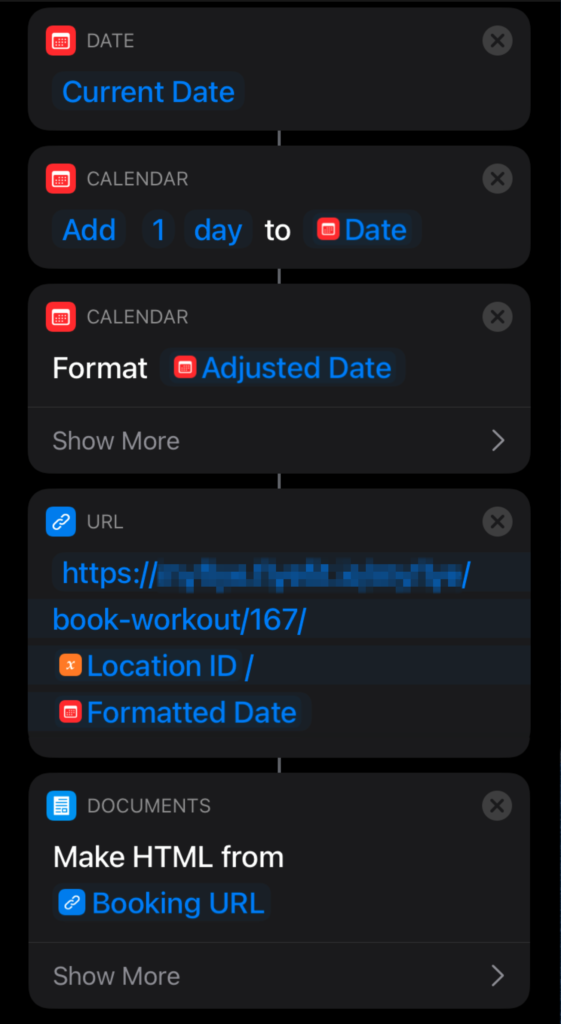 DATE
Current Date
CALENDAR
Add 1 day to Date
CALENDAR
Format Adjusted Date
Show More
URL
https:///
book-workout/167/
Location ID /
Formatted Date
DOCUMENTS
Make HTML from
Booking URL
Show More